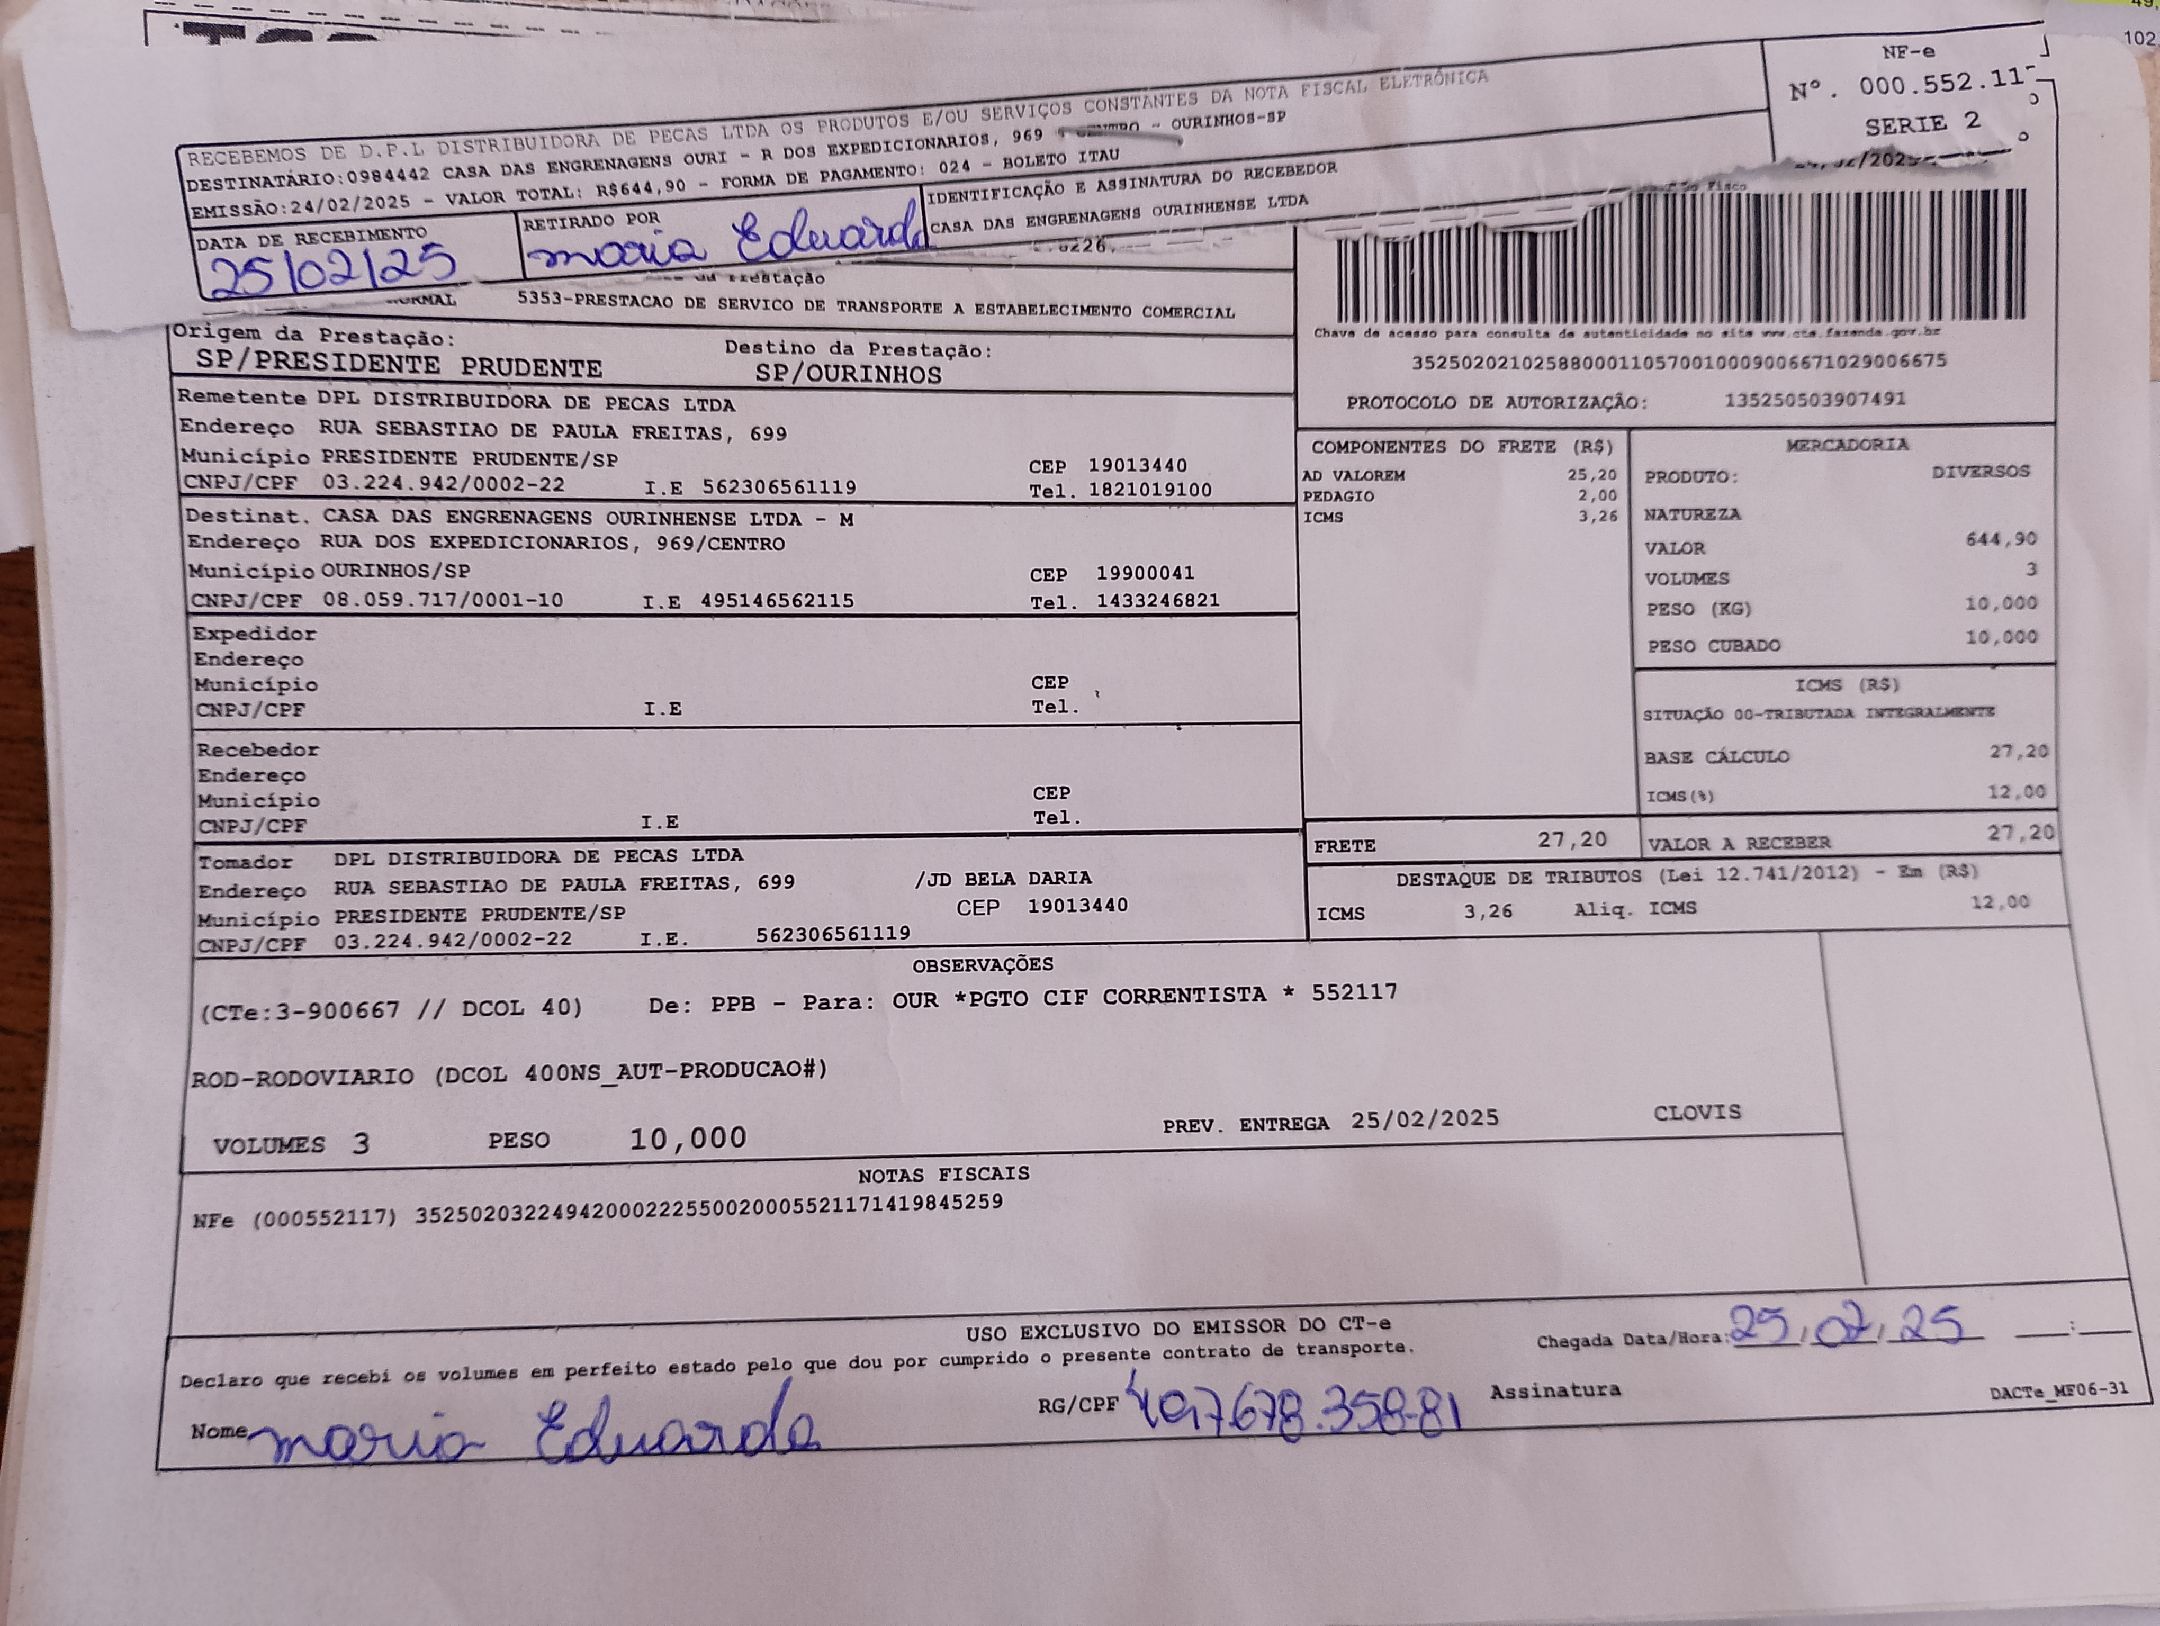 49,
102,
NF-e
Nº. 000.552.11
SERIE 2
RECEBEMOS DE D.P.L DISTRIBUIDORA DE PECAS LTDA OS PRODUTOS E/OU SERVIÇOS CONSTANTES DA NOTA FISCAL ELETRÔNICA
DESTINATÁRIO:0984442 CASA DAS ENGRENAGENS OURI - R DOS EXPEDICIONARIOS, 969 CENTRO - OURINHOS-SP
EMISSÃO:24/02/2025 - VALOR TOTAL: R$644,90 - FORMA DE PAGAMENTO: 024 - BOLETO ITAU
DATA DE RECEBIMENTO
25/02/25
RETIRADO POR
maria Eduarda
IDENTIFICAÇÃO E ASSINATURA DO RECEBEDOR
CASA DAS ENGRENAGENS OURINHENSE LTDA
Prestação
NORMAL 5353-PRESTACAO DE SERVICO DE TRANSPORTE A ESTABELECIMENTO COMERCIAL
Origem da Prestação:
SP/PRESIDENTE PRUDENTE
Destino da Prestação:
SP/OURINHOS
Chave de acesso para consulta de autenticidade no site www.cte.fazenda.gov.br
35250202102588000110570010009006671029006675
PROTOCOLO DE AUTORIZAÇÃO: 135250503907491
Remetente DPL DISTRIBUIDORA DE PECAS LTDA
Endereço RUA SEBASTIAO DE PAULA FREITAS, 699
Município PRESIDENTE PRUDENTE/SP CEP 19013440
CNPJ/CPF 03.224.942/0002-22 I.E 562306561119 Tel. 1821019100
Destinat. CASA DAS ENGRENAGENS OURINHENSE LTDA - M
Endereço RUA DOS EXPEDICIONARIOS, 969/CENTRO
Município OURINHOS/SP CEP 19900041
CNPJ/CPF 08.059.717/0001-10 I.E 495146562115 Tel. 1433246821
Expedidor
Endereço
Município CEP
CNPJ/CPF I.E Tel.
Recebedor
Endereço
Município CEP
CNPJ/CPF I.E Tel.
Tomador DPL DISTRIBUIDORA DE PECAS LTDA
Endereço RUA SEBASTIAO DE PAULA FREITAS, 699 /JD BELA DARIA
Município PRESIDENTE PRUDENTE/SP CEP 19013440
CNPJ/CPF 03.224.942/0002-22 I.E. 562306561119
COMPONENTES DO FRETE (R$)
AD VALOREM 25,20
PEDAGIO 2,00
ICMS 3,26
MERCADORIA
PRODUTO: DIVERSOS
NATUREZA
VALOR 644,90
VOLUMES 3
PESO (KG) 10,000
PESO CUBADO 10,000
ICMS (R$)
SITUAÇÃO 00-TRIBUTADA INTEGRALMENTE
BASE CÁLCULO 27,20
ICMS(%) 12,00
FRETE 27,20 VALOR A RECEBER 27,20
DESTAQUE DE TRIBUTOS (Lei 12.741/2012) - Em (R$)
ICMS 3,26 Aliq. ICMS 12,00
OBSERVAÇÕES
(CTe:3-900667 // DCOL 40) De: PPB - Para: OUR *PGTO CIF CORRENTISTA * 552117
ROD-RODOVIARIO (DCOL 400NS_AUT-PRODUCAO#)
VOLUMES 3 PESO 10,000 PREV. ENTREGA 25/02/2025 CLOVIS
NOTAS FISCAIS
NFe (000552117) 35250203224942000222550020005521171419845259
USO EXCLUSIVO DO EMISSOR DO CT-e
Declaro que recebi os volumes em perfeito estado pelo que dou por cumprido o presente contrato de transporte.
Chegada Data/Hora: 25/02/25 __:__
Nome maria Eduarda RG/CPF 497.678.358-81 Assinatura
DACTe_MF06-31